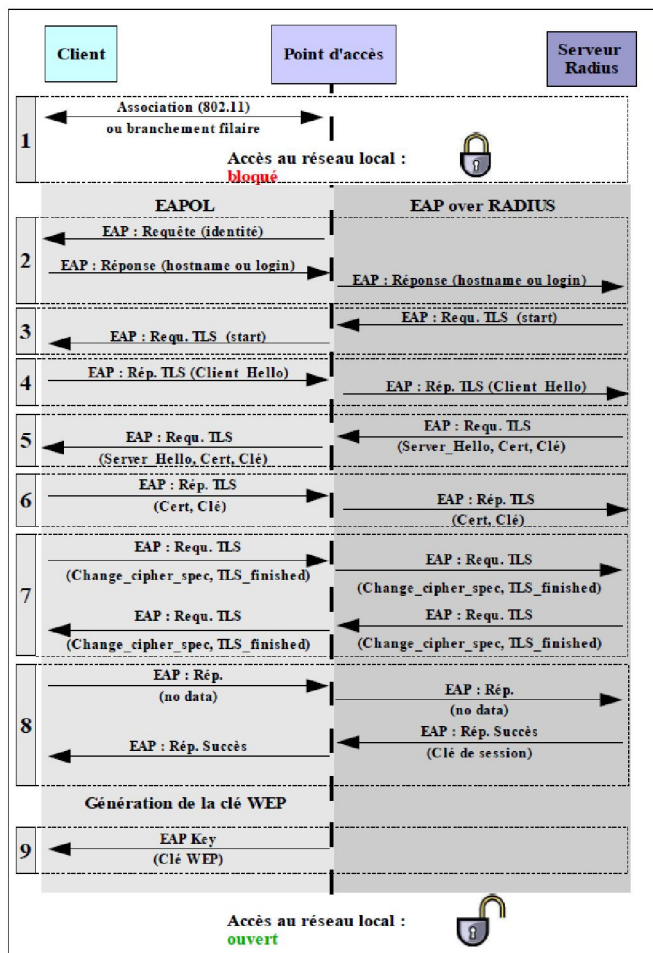 Client
Point d'accès
Serveur
Radius
1
Association (802.11)
ou branchement filaire
Accès au réseau local :
bloqué
EAPOL
EAP over RADIUS
2
EAP : Requête (identité)
EAP : Réponse (hostname ou login)
EAP : Réponse (hostname ou login)
3
EAP : Requ. TLS (start)
EAP : Requ. TLS (start)
4
EAP : Rép. TLS (Client_Hello)
EAP : Rép. TLS (Client_Hello)
5
EAP : Requ. TLS
(Server_Hello, Cert, Clé)
EAP : Requ. TLS
(Server_Hello, Cert, Clé)
6
EAP : Rép. TLS
(Cert, Clé)
EAP : Rép. TLS
(Cert, Clé)
7
EAP : Requ. TLS
(Change_cipher_spec, TLS_finished)
EAP : Requ. TLS
(Change_cipher_spec, TLS_finished)
EAP : Requ. TLS
(Change_cipher_spec, TLS_finished)
EAP : Requ. TLS
(Change_cipher_spec, TLS_finished)
8
EAP : Rép.
(no data)
EAP : Rép.
(no data)
EAP : Rép. Succès
(Clé de session)
EAP : Rép. Succès
Génération de la clé WEP
9
EAP Key
(Clé WEP)
Accès au réseau local :
ouvert